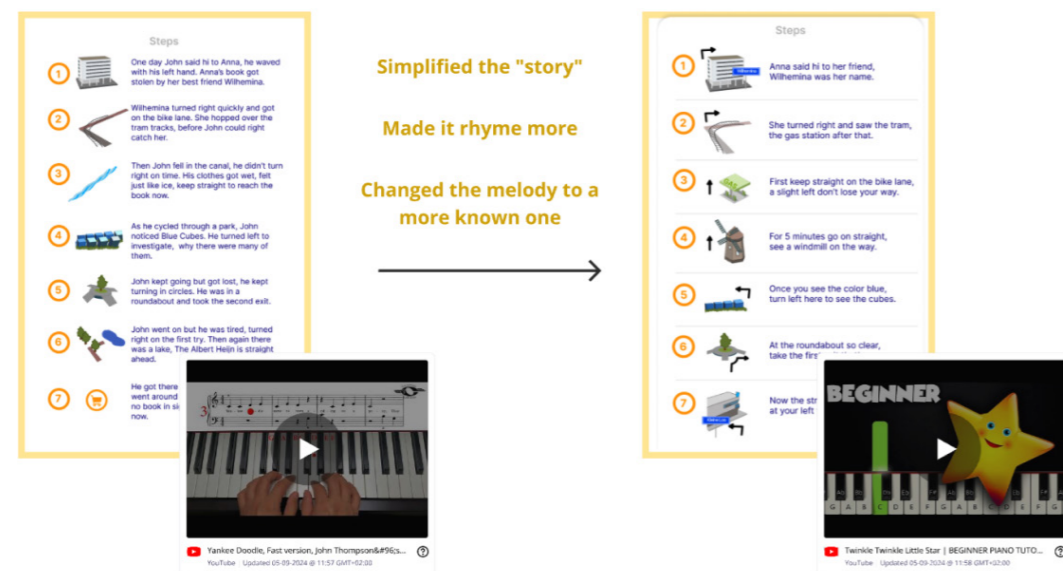 Steps
1
One day John said hi to Anna, he waved
with his left hand. Anna's book got
stolen by her best friend Wilhemina.
2
Wilhemina turned right quickly and got
on the bike lane. She hopped over the
tram tracks, before John could right
catch her.
3
Then John fell in the canal, he didn't turn
right on time. His clothes got wet, felt
just like ice, keep straight to reach the
book now.
4
As he cycled through a park, John
noticed Blue Cubes. He turned left to
investigate, why there were many of
them.
5
John kept going but got lost, he kept
turning in circles. He was in a
roundabout and took the second exit.
6
John went on but he was tired, turned
right on the first try. Then again there
was a lake, The Albert Heijn is straight
ahead.
7
He got there
went around
no book in si
now.
3
Yankee Doodle, Fast version, John Thompson&#96;s...
YouTube Updated 05-09-2024 @ 11:57 GMT+02:00
Simplified the "story"
Made it rhyme more
Changed the melody to a
more known one
Steps
1
Anna said hi to her friend,
Wilhemina was her name.
2
She turned right and saw the tram,
the gas station after that.
3
First keep straight on the bike lane,
a slight left don't lose your way.
4
For 5 minutes go on straight,
see a windmill on the way.
5
Once you see the color blue,
turn left here to see the cubes.
6
At the roundabout so clear,
take the first
7
Now the str
at your left
BEGINNER
G A B C D E F G A B C D E F G
Twinkle Twinkle Little Star | BEGINNER PIANO TUTO...
YouTube Updated 05-09-2024 @ 11:58 GMT+02:00